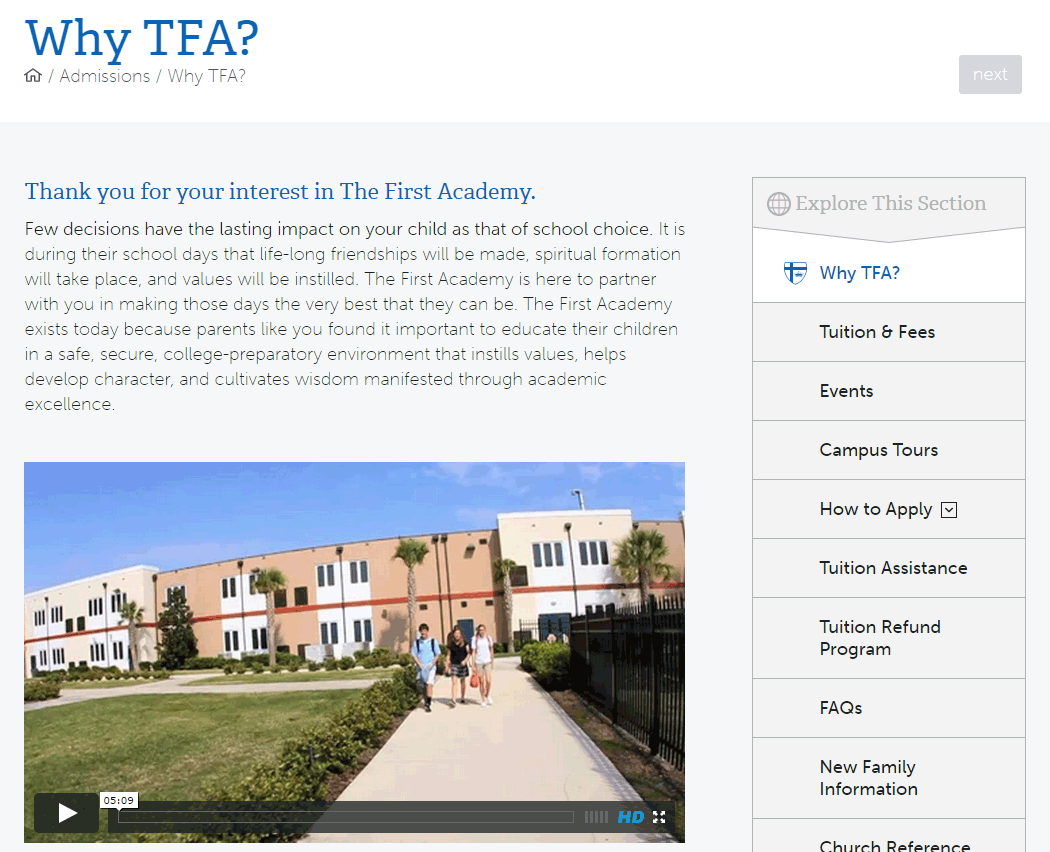 Why TFA?
/ Admissions / Why TFA?
next
Thank you for your interest in The First Academy.
Few decisions have the lasting impact on your child as that of school choice. It is
during their school days that life-long friendships will be made, spiritual formation
will take place, and values will be instilled. The First Academy is here to partner
with you in making those days the very best that they can be. The First Academy
exists today because parents like you found it important to educate their children
in a safe, secure, college-preparatory environment that instills values, helps
develop character, and cultivates wisdom manifested through academic
excellence.
05:09
HD
Explore This Section
Why TFA?
Tuition & Fees
Events
Campus Tours
How to Apply
Tuition Assistance
Tuition Refund
Program
FAQs
New Family
Information
Church Reference